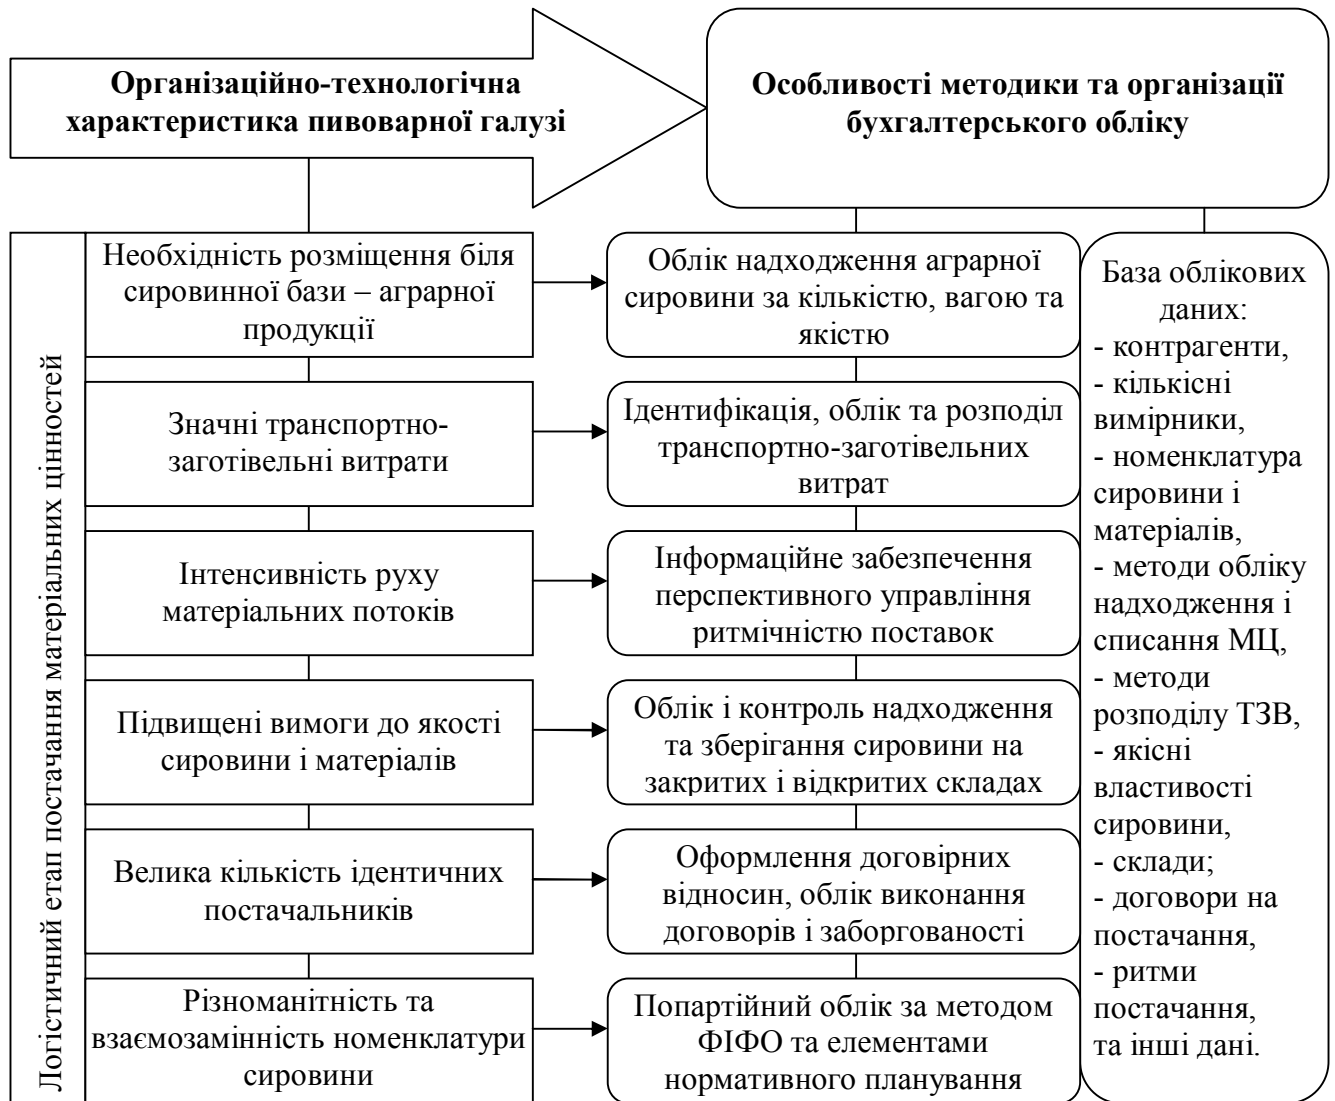 Організаційно-технологічна
характеристика пивоварної галузі
Особливості методики та організації
бухгалтерського обліку
Логістичний етап постачання матеріальних цінностей
Необхідність розміщення біля
сировинної бази – аграрної
продукції
Облік надходження аграрної
сировини за кількістю, вагою та
якістю
Значні транспортно-
заготівельні витрати
Ідентифікація, облік та розподіл
транспортно-заготівельних
витрат
Інтенсивність руху
матеріальних потоків
Інформаційне забезпечення
перспективного управління
ритмічністю поставок
Підвищені вимоги до якості
сировини і матеріалів
Облік і контроль надходження
та зберігання сировини на
закритих і відкритих складах
Велика кількість ідентичних
постачальників
Оформлення договірних
відносин, облік виконання
договорів і заборгованості
Різноманітність та
взаємозамінність номенклатури
сировини
Попартійний облік за методом
ФІФО та елементами
нормативного планування
База облікових
даних:
- контрагенти,
- кількісні
вимірники,
- номенклатура
сировини і
матеріалів,
- методи обліку
надходження і
списання МЦ,
- методи
розподілу ТЗВ,
- якісні
властивості
сировини,
- склади;
- договори на
постачання,
- ритми
постачання,
та інші дані.